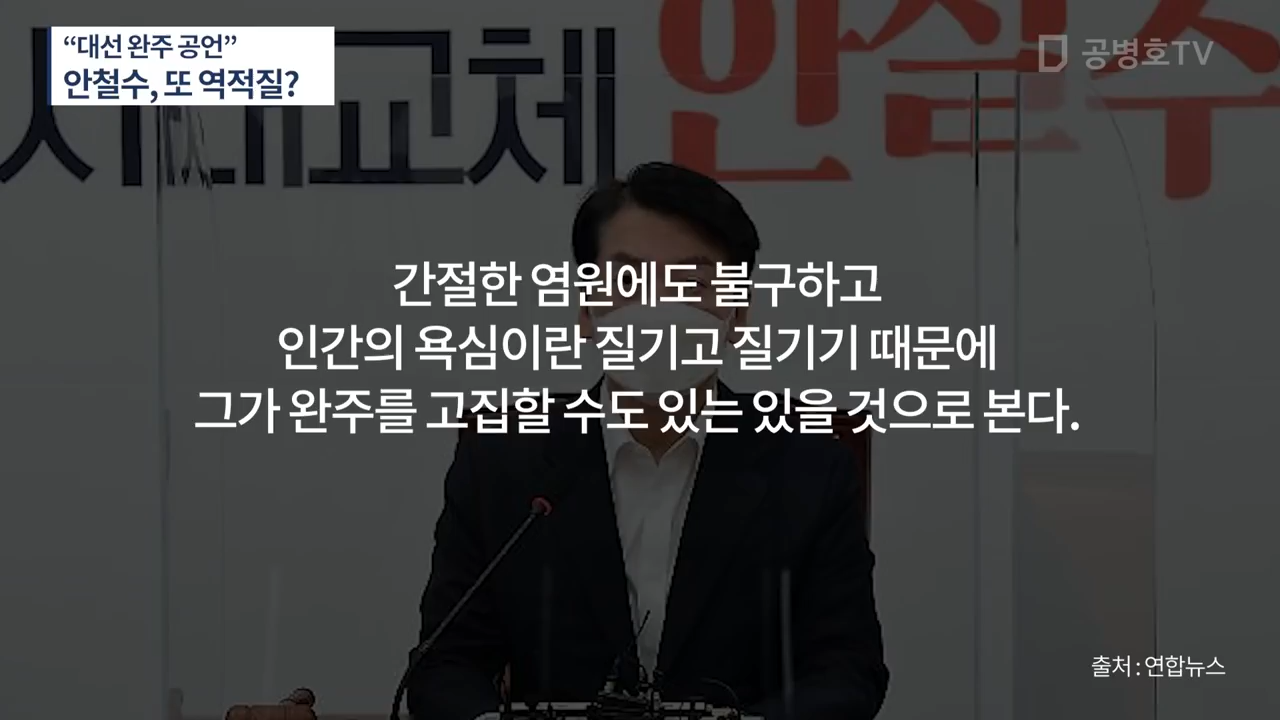 “대선 완주 공언”
안철수, 또 역적질?
공병호TV
시대교체 안철수
간절한 염원에도 불구하고
인간의 욕심이란 질기고 질기기 때문에
그가 완주를 고집할 수도 있는 있을 것으로 본다.
출처 : 연합뉴스